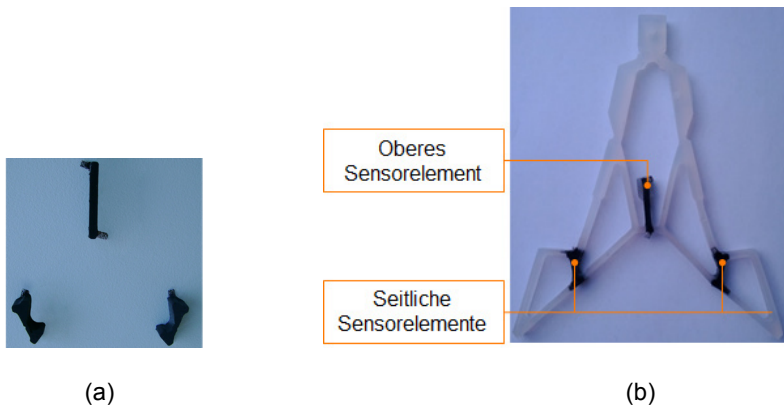 Oberes
Sensorelement
Seitliche
Sensorelemente
(a)
(b)